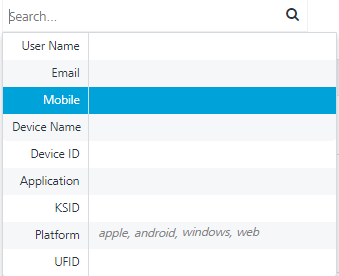 Search...
User Name
Email
Mobile
Device Name
Device ID
Application
KSID
Platform apple, android, windows, web
UFID